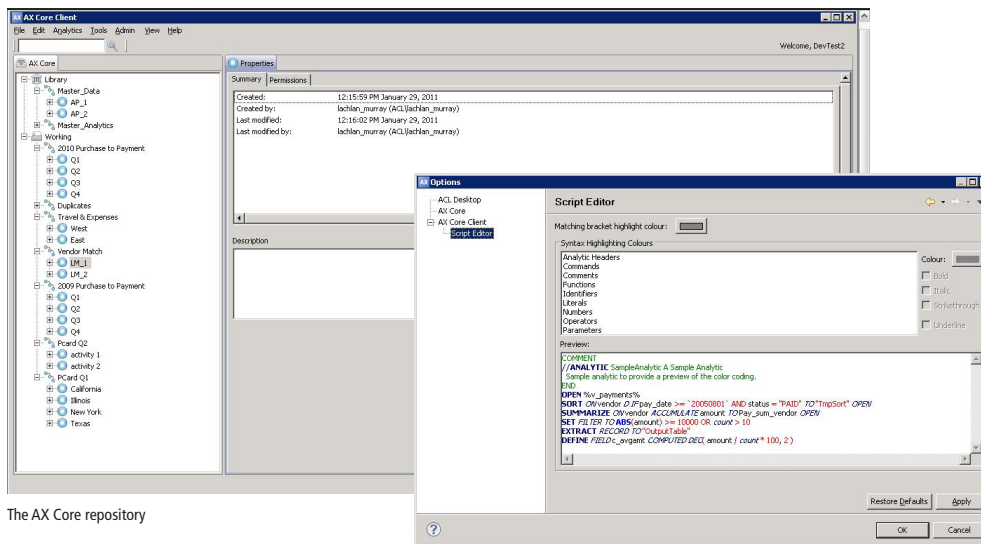 AX AX Core Client
File Edit Analytics Tools Admin View Help
Welcome, DevTest2
AX Core
Library
Master_Data
AP_1
AP_2
Master_Analytics
Working
2010 Purchase to Payment
Q1
Q2
Q3
Q4
Duplicates
Travel & Expenses
West
East
Vendor Match
LM_1
LM_2
2009 Purchase to Payment
Q1
Q2
Q3
Q4
Pcard Q2
activity 1
activity 2
PCard Q1
California
Illinois
New York
Texas
Properties
Summary Permissions
Created: 12:15:59 PM January 29, 2011
Created by: lachlan_murray (ACL\lachlan_murray)
Last modified: 12:16:02 PM January 29, 2011
Last modified by: lachlan_murray (ACL\lachlan_murray)
Description
AX Options
ACL Desktop
AX Core
AX Core Client
Script Editor
Script Editor
Matching bracket highlight colour:
Syntax Highlighting Colours
Analytic Headers
Commands
Comments
Functions
Identifiers
Literals
Numbers
Operators
Parameters
Colour:
Bold
Italic
Strikethrough
Underline
Preview:
COMMENT
//ANALYTIC SampleAnalytic A Sample Analytic
Sample analytic to provide a preview of the color coding.
END
OPEN %v_payments%
SORT ON vendor D IF pay_date >= `20050801` AND status = "PAID" TO "TmpSort" OPEN
SUMMARIZE ON vendor ACCUMULATE amount TO Pay_sum_vendor OPEN
SET FILTER TO ABS(amount) >= 10000 OR count > 10
EXTRACT RECORD TO "OutputTable"
DEFINE FIELD c_avgamt COMPUTED DEC( amount / count * 100, 2 )
Restore Defaults Apply
OK Cancel
The AX Core repository